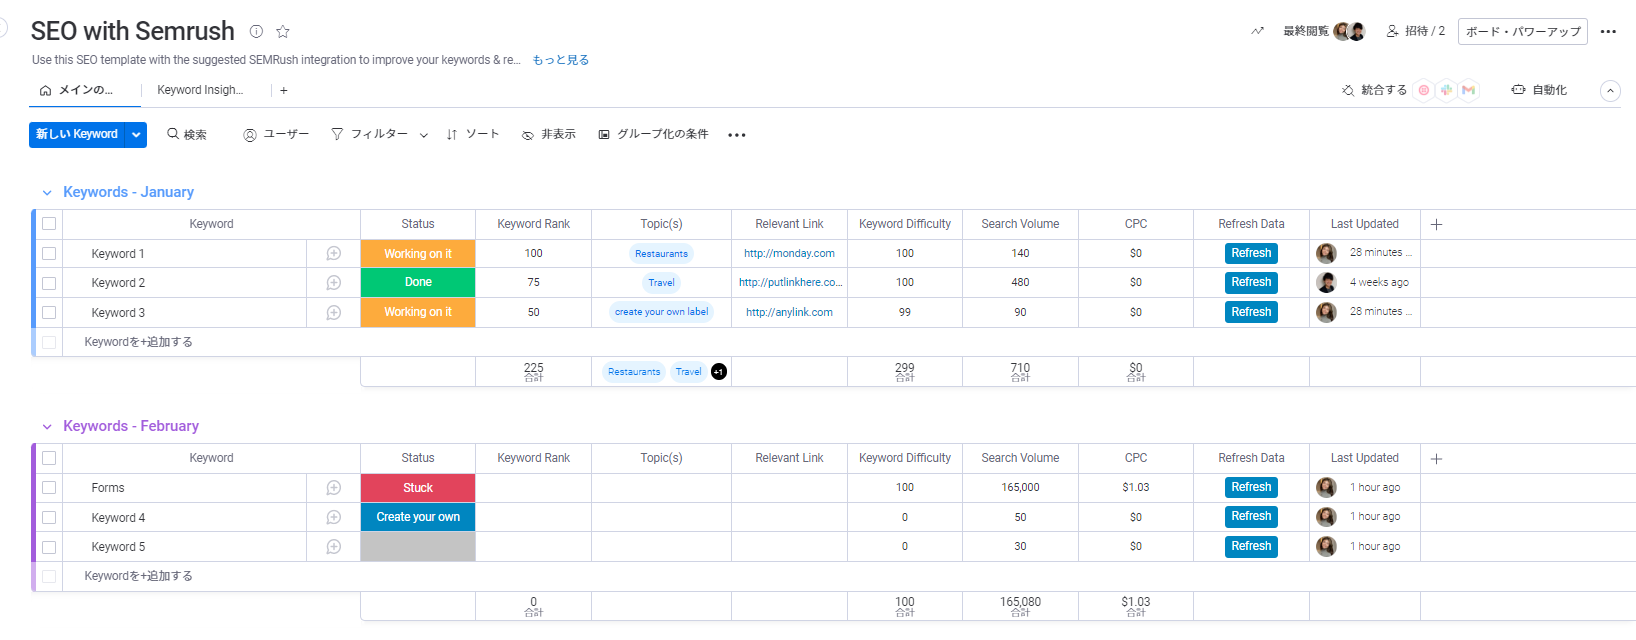 SEO with Semrush
最終閲覧
招待 / 2
ボード・パワーアップ
Use this SEO template with the suggested SEMRush integration to improve your keywords & re... もっと見る
メインの...
Keyword Insigh...
+
統合する
自動化
新しい Keyword
検索
ユーザー
フィルター
ソート
非表示
グループ化の条件
Keywords - January
Keyword Status Keyword Rank Topic(s) Relevant Link Keyword Difficulty Search Volume CPC Refresh Data Last Updated +
Keyword 1 Working on it 100 Restaurants http://monday.com 100 140 $0 Refresh 28 minutes ...
Keyword 2 Done 75 Travel http://putlinkhere.co... 100 480 $0 Refresh 4 weeks ago
Keyword 3 Working on it 50 create your own label http://anylink.com 99 90 $0 Refresh 28 minutes ...
Keywordを+追加する
225 Restaurants Travel +1 299 710 $0
合計 合計 合計 合計
Keywords - February
Keyword Status Keyword Rank Topic(s) Relevant Link Keyword Difficulty Search Volume CPC Refresh Data Last Updated +
Forms Stuck 100 165,000 $1.03 Refresh 1 hour ago
Keyword 4 Create your own 0 50 $0 Refresh 1 hour ago
Keyword 5 0 30 $0 Refresh 1 hour ago
Keywordを+追加する
0 100 165,080 $1.03
合計 合計 合計 合計